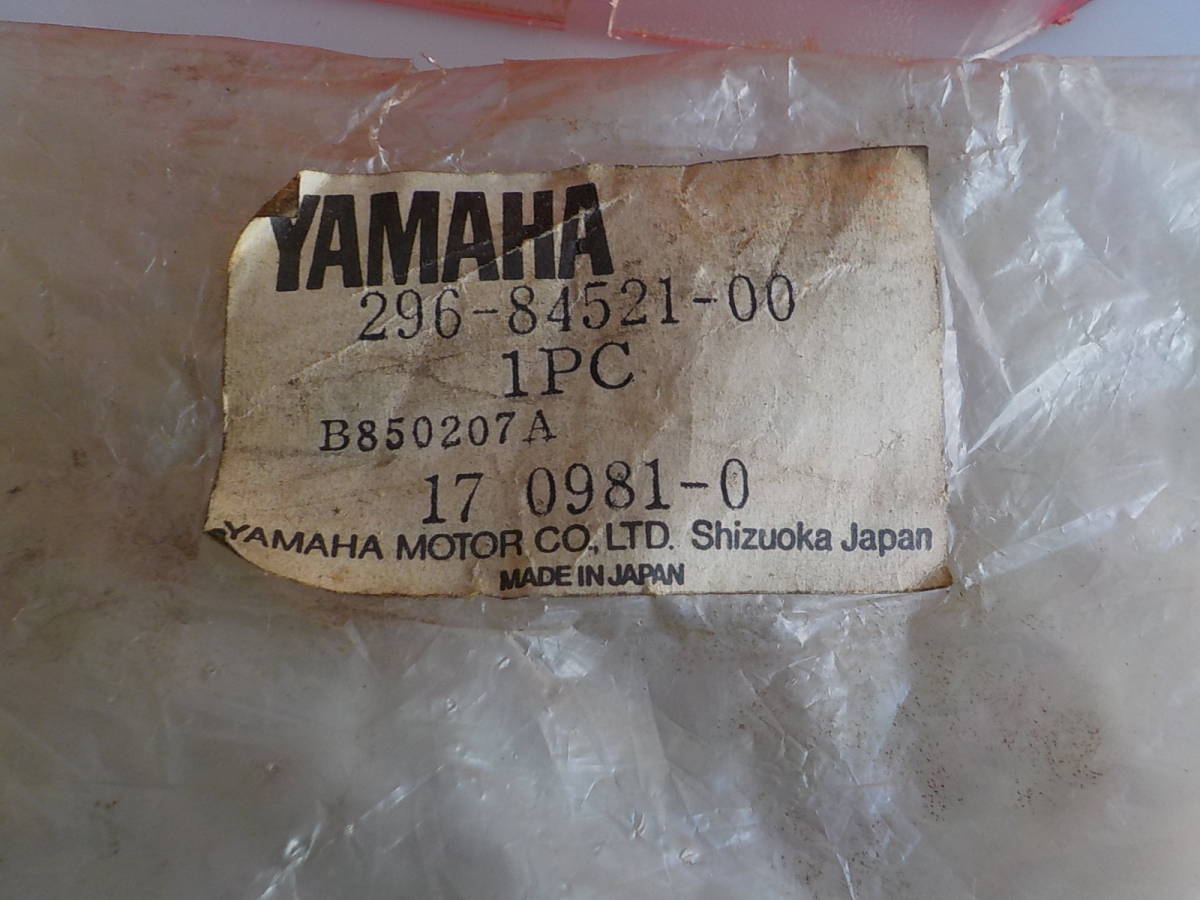 YAMAHA
296-84521-00
1PC
B850207A
17 0981-0
YAMAHA MOTOR CO., LTD. Shizuoka Japan
MADE IN JAPAN